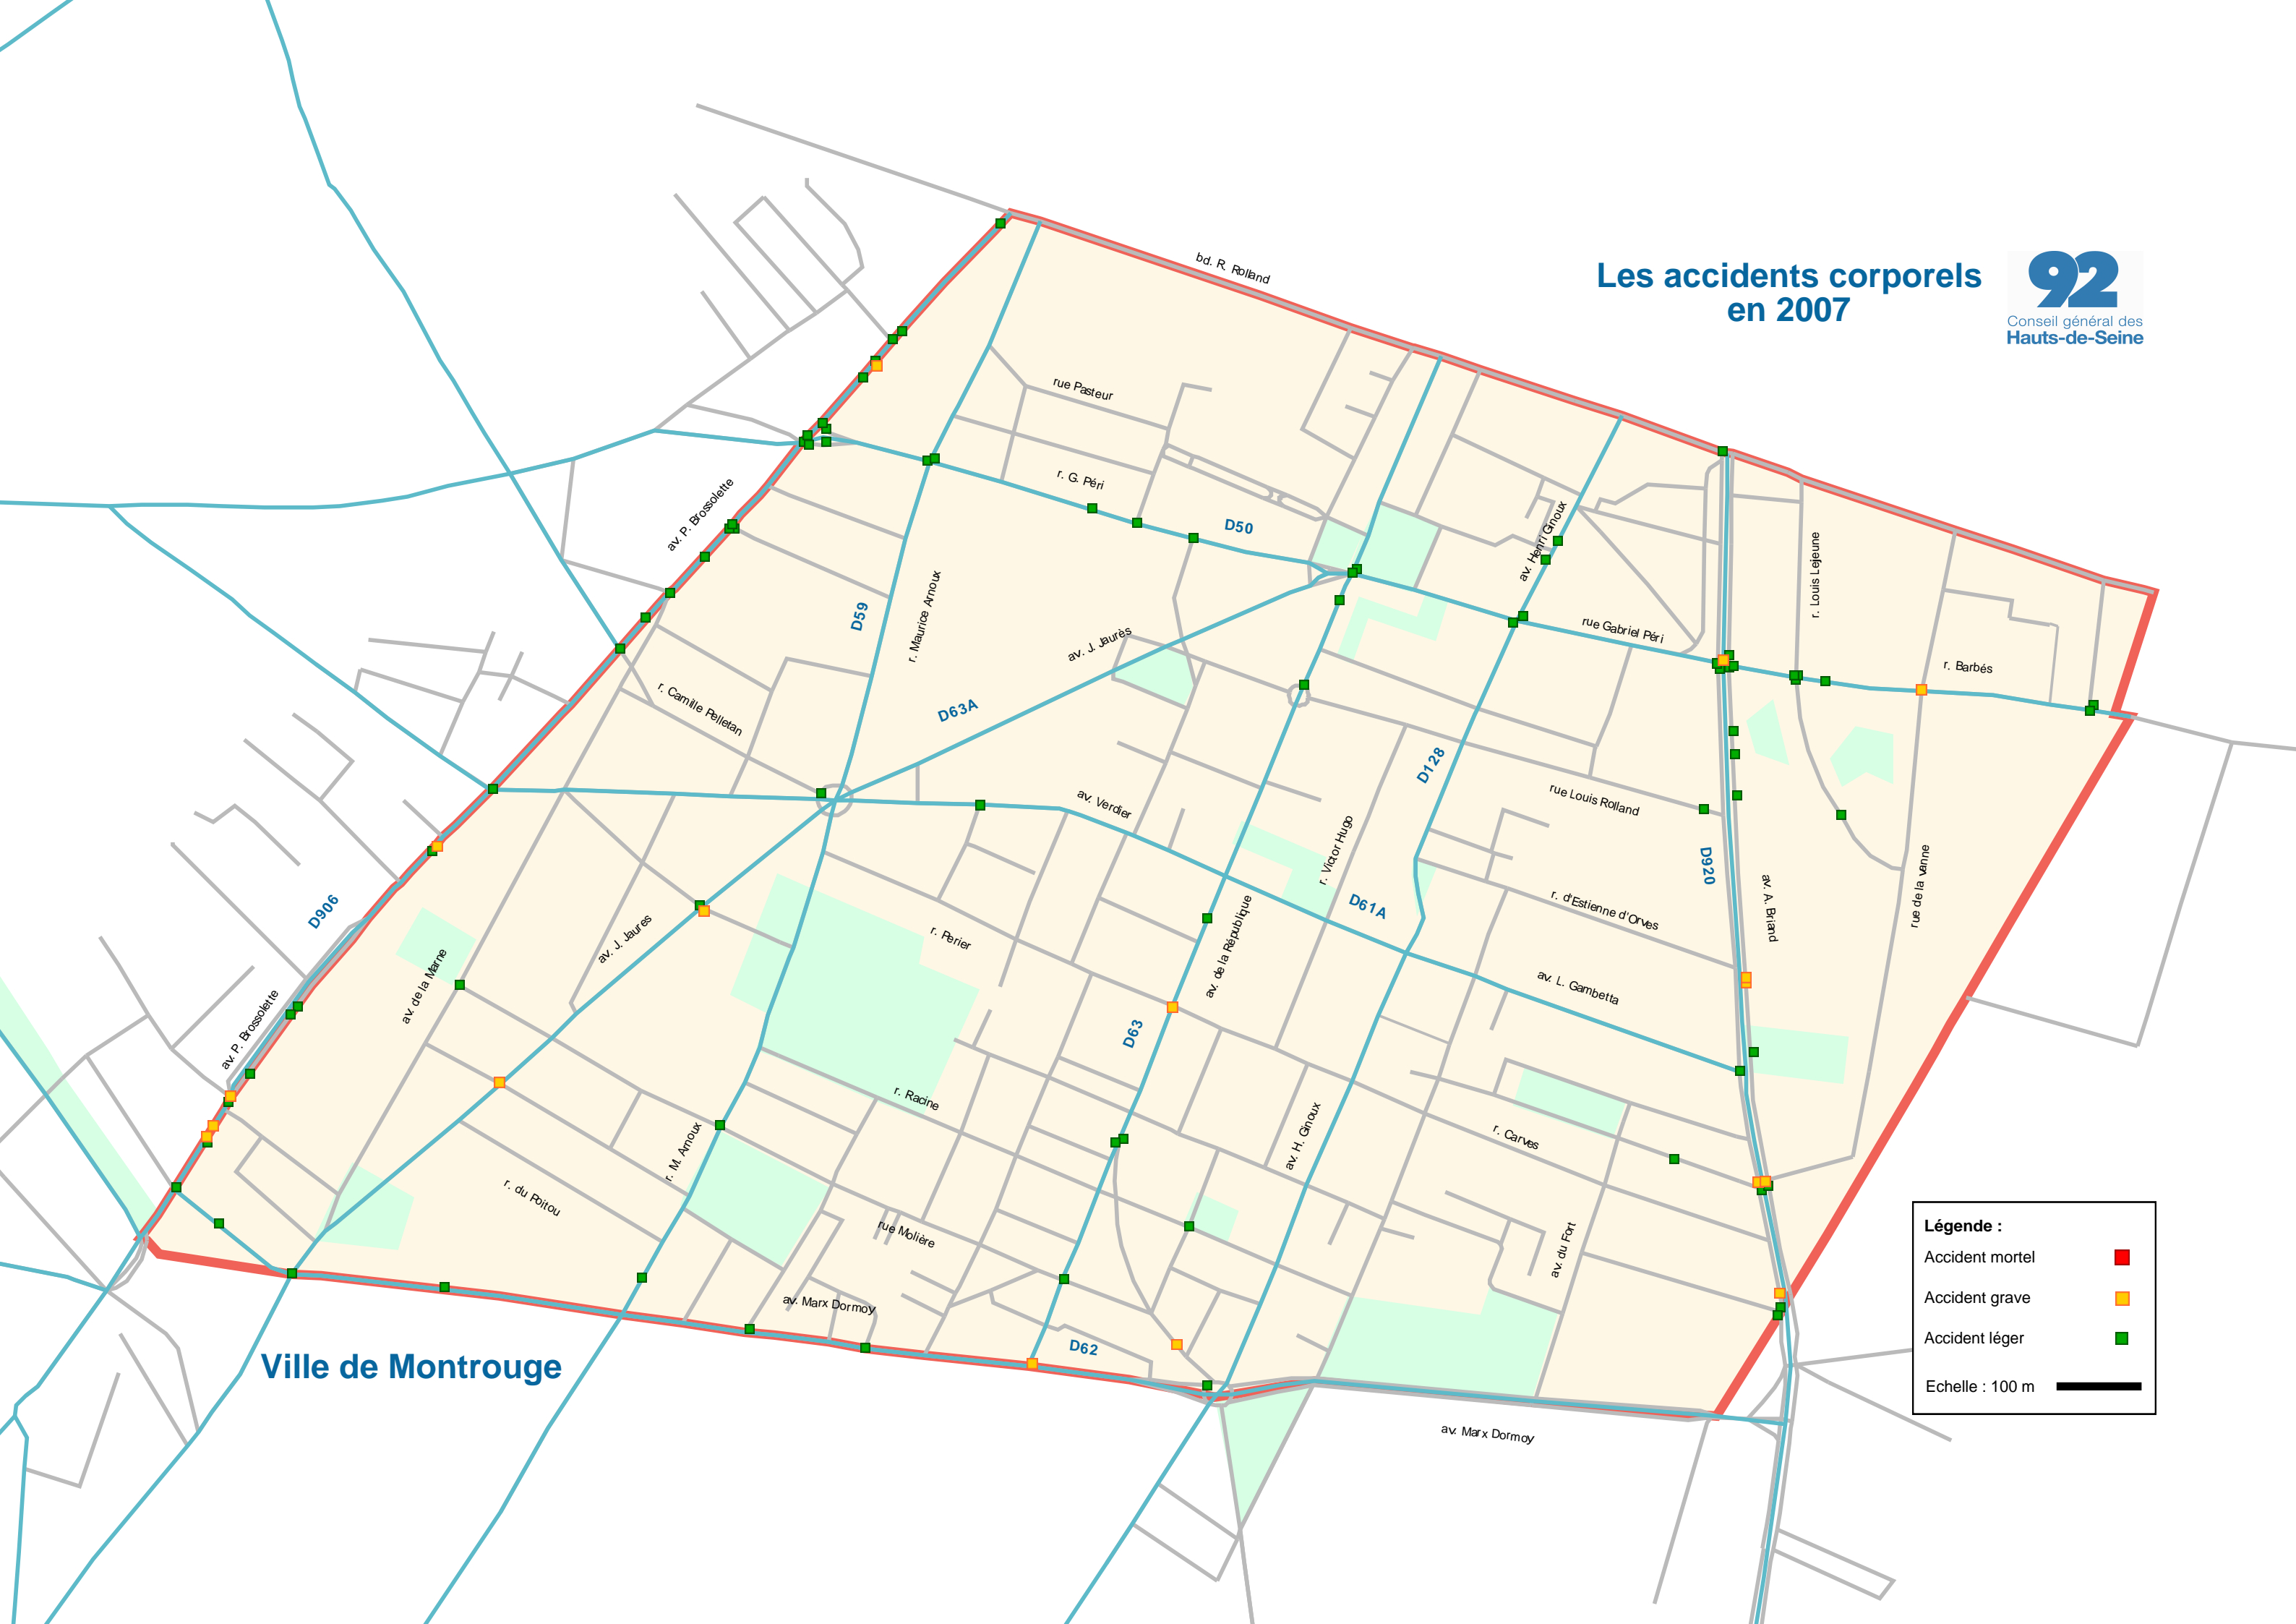 Les accidents corporels
en 2007
92
Conseil général des
Hauts-de-Seine
bd. R. Rolland
rue Pasteur
r. G. Péri
D50
av. P. Brossolette
av. Henri Ginoux
r. Louis Lejeune
D59
r. Maurice Arnoux
av. J. Jaurès
rue Gabriel Péri
r. Barbés
r. Camille Pelletan
D63A
D128
av. Verdier
rue Louis Rolland
r. Victor Hugo
D920
av. A. Briand
rue de la vanne
D906
av. J. Jaures
r. Perier
D61A
r. d'Estienne d'Orves
av. de la République
av. de la Marne
av. L. Gambetta
av. P. Brossolette
D63
r. Racine
r. M. Arnoux
av. H. Ginoux
r. Carves
r. du Poitou
rue Molière
av. du Fort
av. Marx Dormoy
D62
av. Marx Dormoy
Ville de Montrouge
Légende :
Accident mortel
Accident grave
Accident léger
Echelle : 100 m